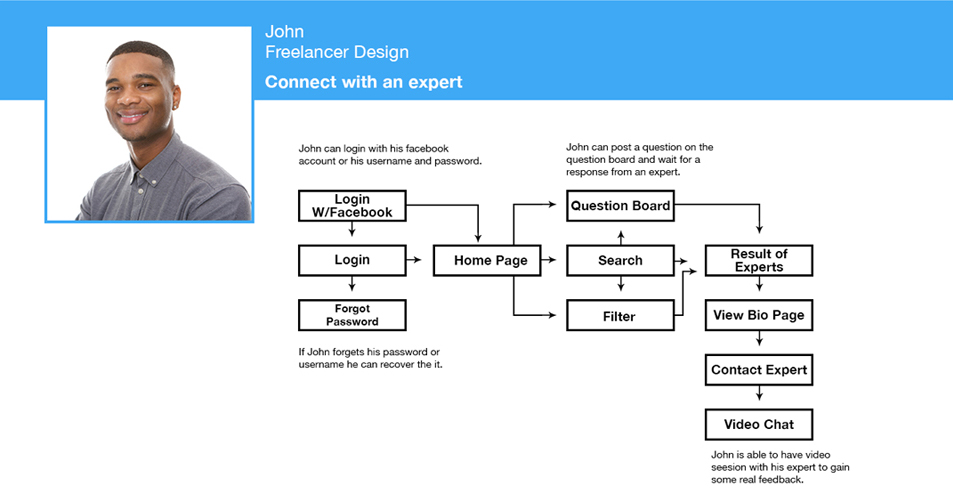 John
Freelancer Design
Connect with an expert
John can login with his facebook
account or his username and password.
John can post a question on the
question board and wait for a
response from an expert.
Login
W/Facebook
Question Board
Login
Home Page
Search
Result of
Experts
Forgot
Password
Filter
View Bio Page
If John forgets his password or
username he can recover the it.
Contact Expert
Video Chat
John is able to have video
seesion with his expert to gain
some real feedback.